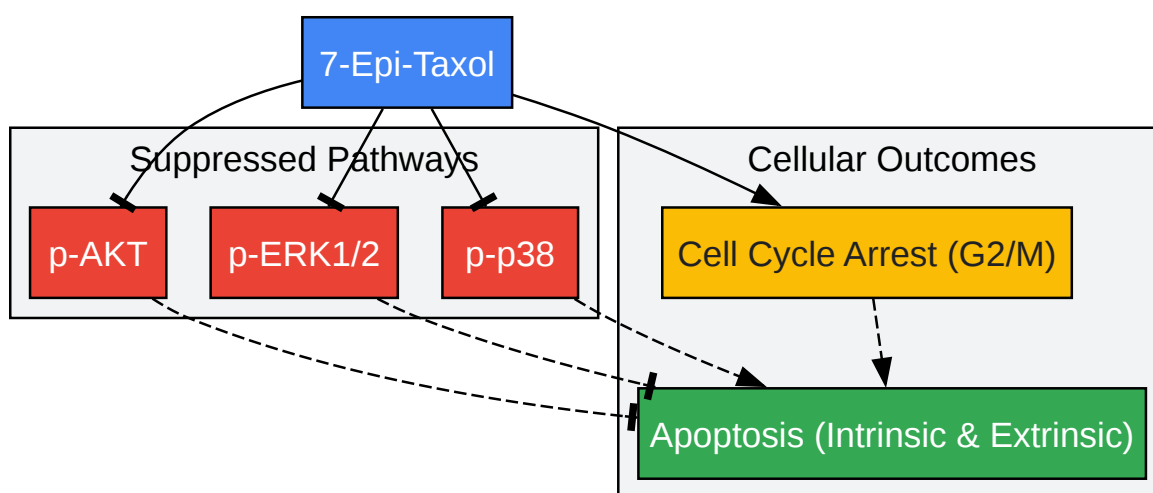 7-Epi-Taxol
Suppressed Pathways
Cellular Outcomes
p-AKT
p-ERK1/2
p-p38
Cell Cycle Arrest (G2/M)
Apoptosis (Intrinsic & Extrinsic)